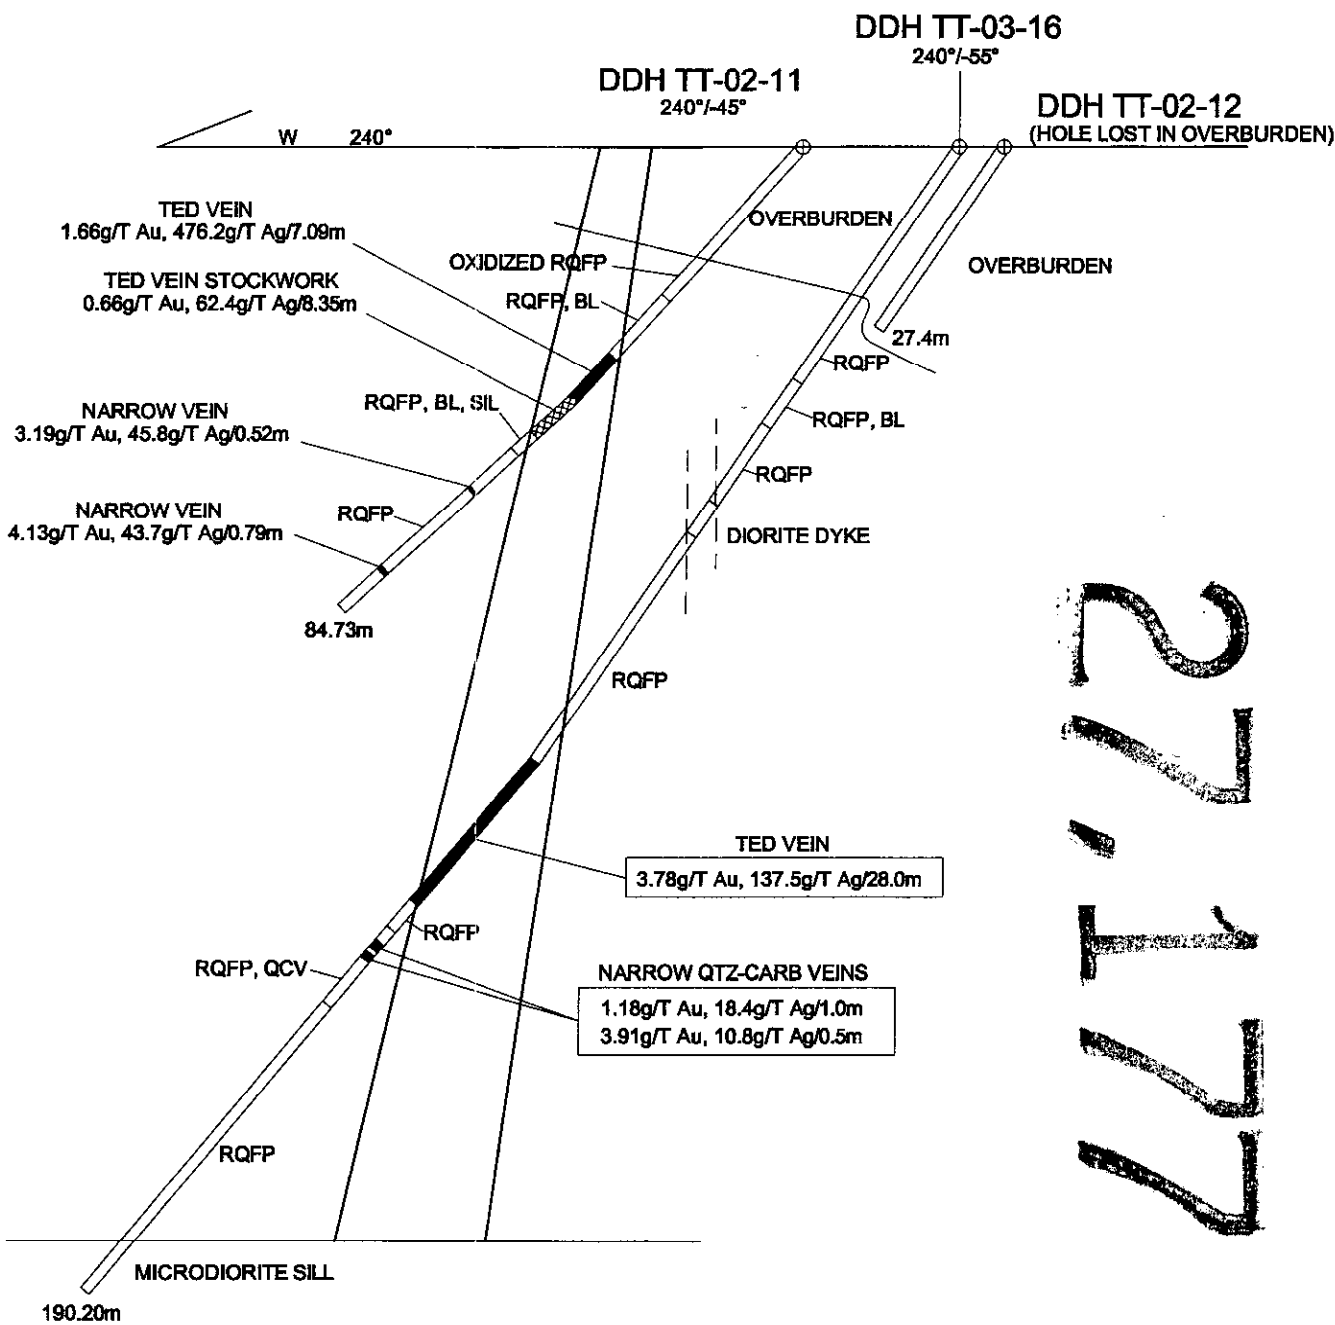 DDH TT-03-16
240°/-55°
DDH TT-02-11
240°/-45°
DDH TT-02-12
(HOLE LOST IN OVERBURDEN)
W 240°
TED VEIN
1.66g/T Au, 476.2g/T Ag/7.09m
OVERBURDEN
OXIDIZED RQFP
OVERBURDEN
TED VEIN STOCKWORK
0.66g/T Au, 62.4g/T Ag/8.35m
RQFP, BL
27.4m
RQFP
RQFP, BL, SIL
NARROW VEIN
3.19g/T Au, 45.8g/T Ag/0.52m
RQFP, BL
RQFP
NARROW VEIN
4.13g/T Au, 43.7g/T Ag/0.79m
RQFP
DIORITE DYKE
84.73m
RQFP
27,177
TED VEIN
3.78g/T Au, 137.5g/T Ag/28.0m
RQFP
RQFP, QCV
NARROW QTZ-CARB VEINS
1.18g/T Au, 18.4g/T Ag/1.0m
3.91g/T Au, 10.8g/T Ag/0.5m
RQFP
MICRODIORITE SILL
190.20m